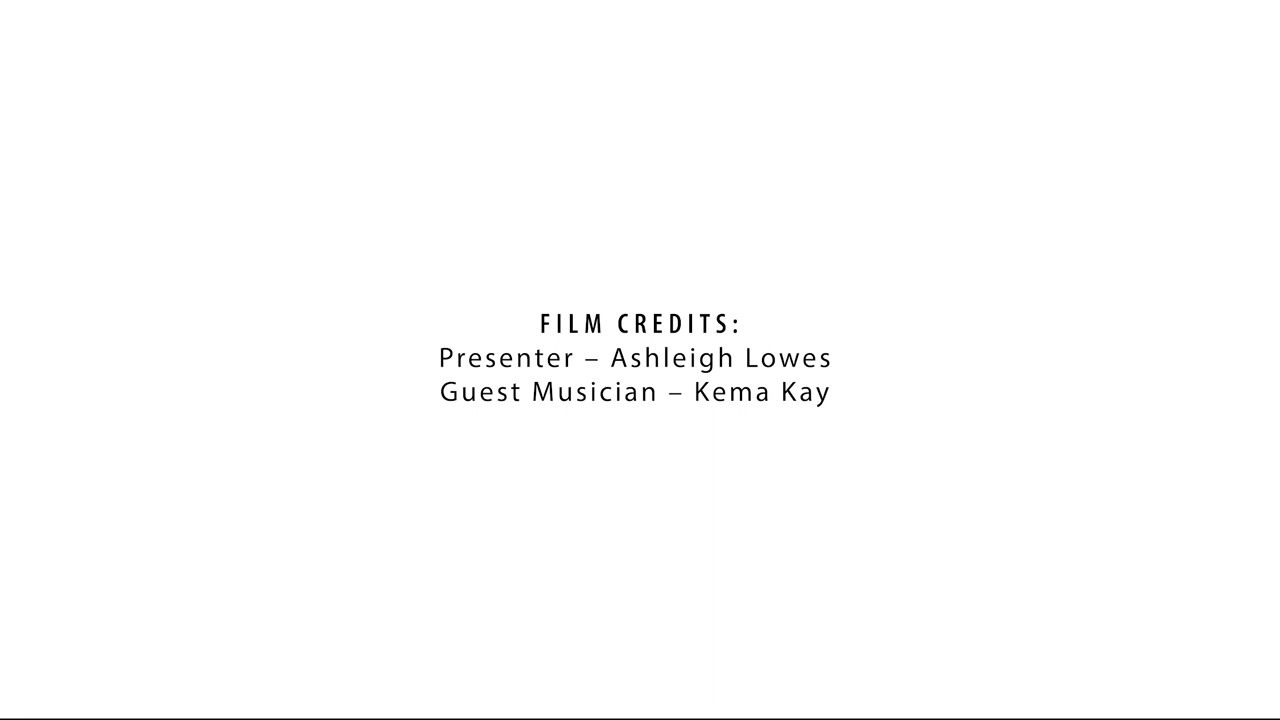 FILM CREDITS:
Presenter – Ashleigh Lowes
Guest Musician – Kema Kay